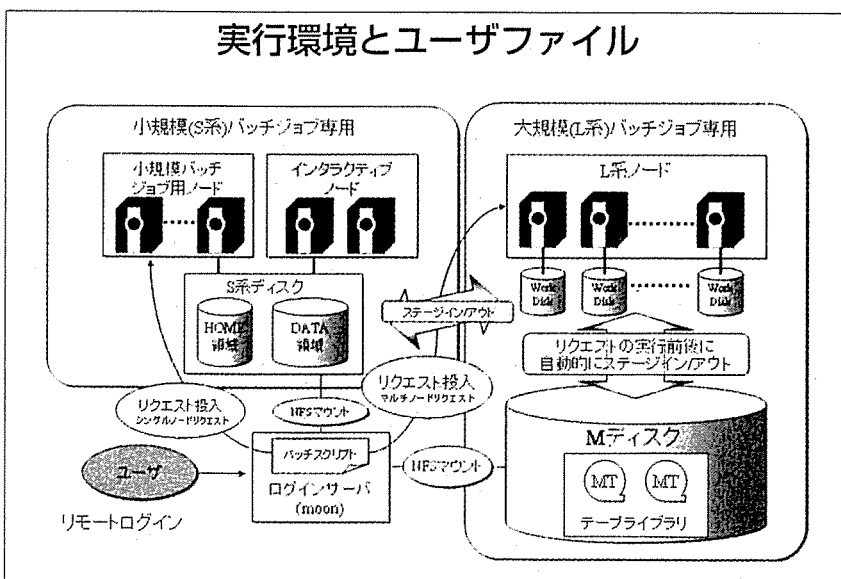 実行環境とユーザファイル
小規模(S系)バッチジョブ専用
小規模バッチ
ジョブ用ノード
インタラクティブ
ノード
S系ディスク
HOME
領域
DATA
領域
大規模(L系)バッチジョブ専用
L系ノード
Work
Disk
Work
Disk
Work
Disk
ステージイン/アウト
リクエストの実行前後に
自動的にステージイン/アウト
リクエスト投入
シングルノードリクエスト
NFSマウント
リクエスト投入
マルチノードリクエスト
ユーザ
リモートログイン
バッチスクリプト
ログインサーバ
(moon)
NFSマウント
Mディスク
MT
MT
テープライブラリ